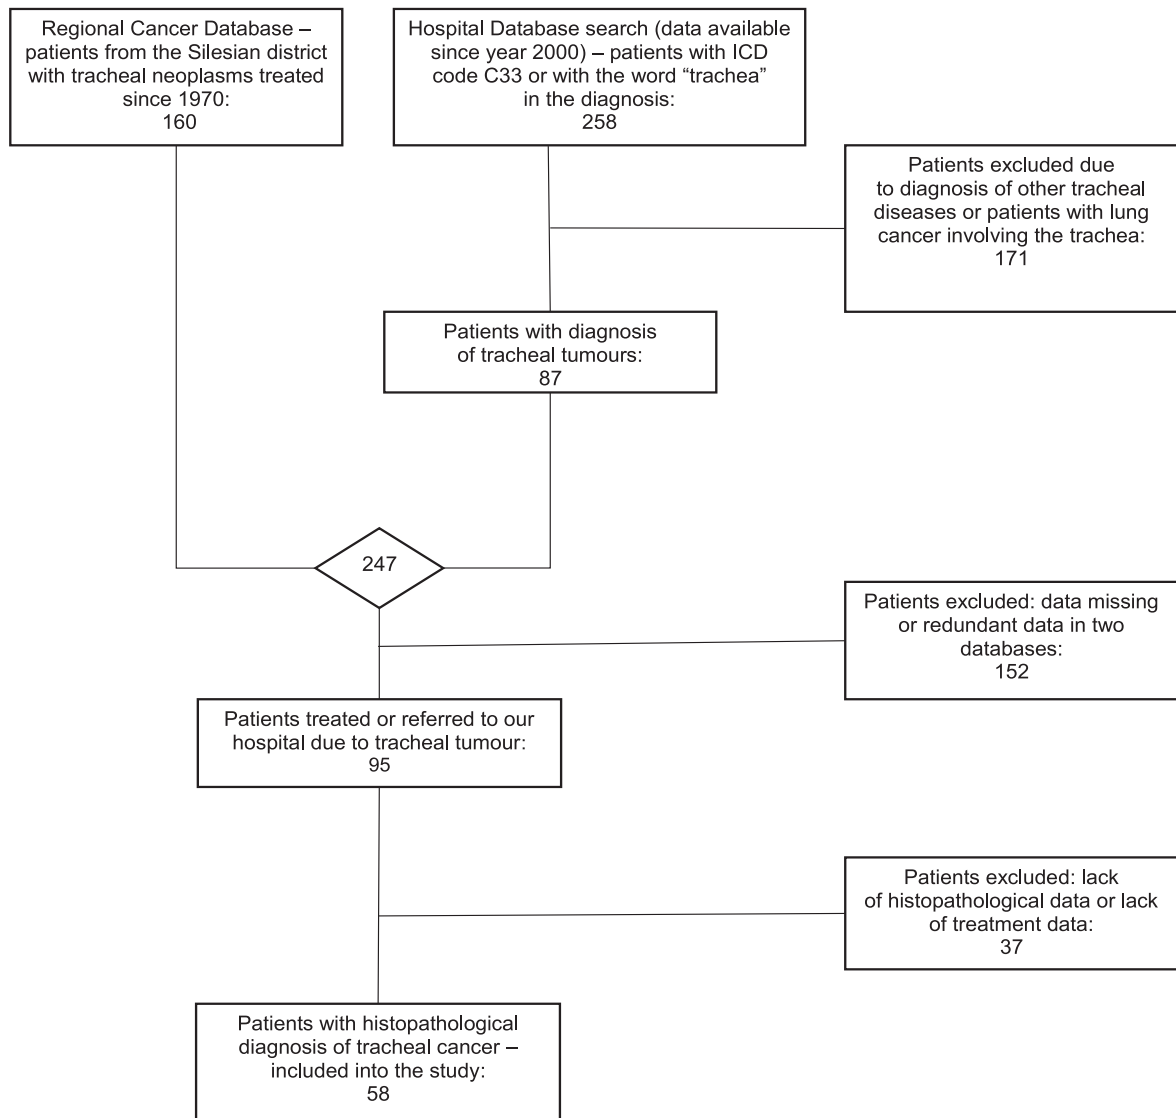 Regional Cancer Database –
patients from the Silesian district
with tracheal neoplasms treated
since 1970:
160
Hospital Database search (data available
since year 2000) – patients with ICD
code C33 or with the word “trachea”
in the diagnosis:
258
Patients excluded due
to diagnosis of other tracheal
diseases or patients with lung
cancer involving the trachea:
171
Patients with diagnosis
of tracheal tumours:
87
247
Patients excluded: data missing
or redundant data in two
databases:
152
Patients treated or referred to our
hospital due to tracheal tumour:
95
Patients excluded: lack
of histopathological data or lack
of treatment data:
37
Patients with histopathological
diagnosis of tracheal cancer –
included into the study:
58